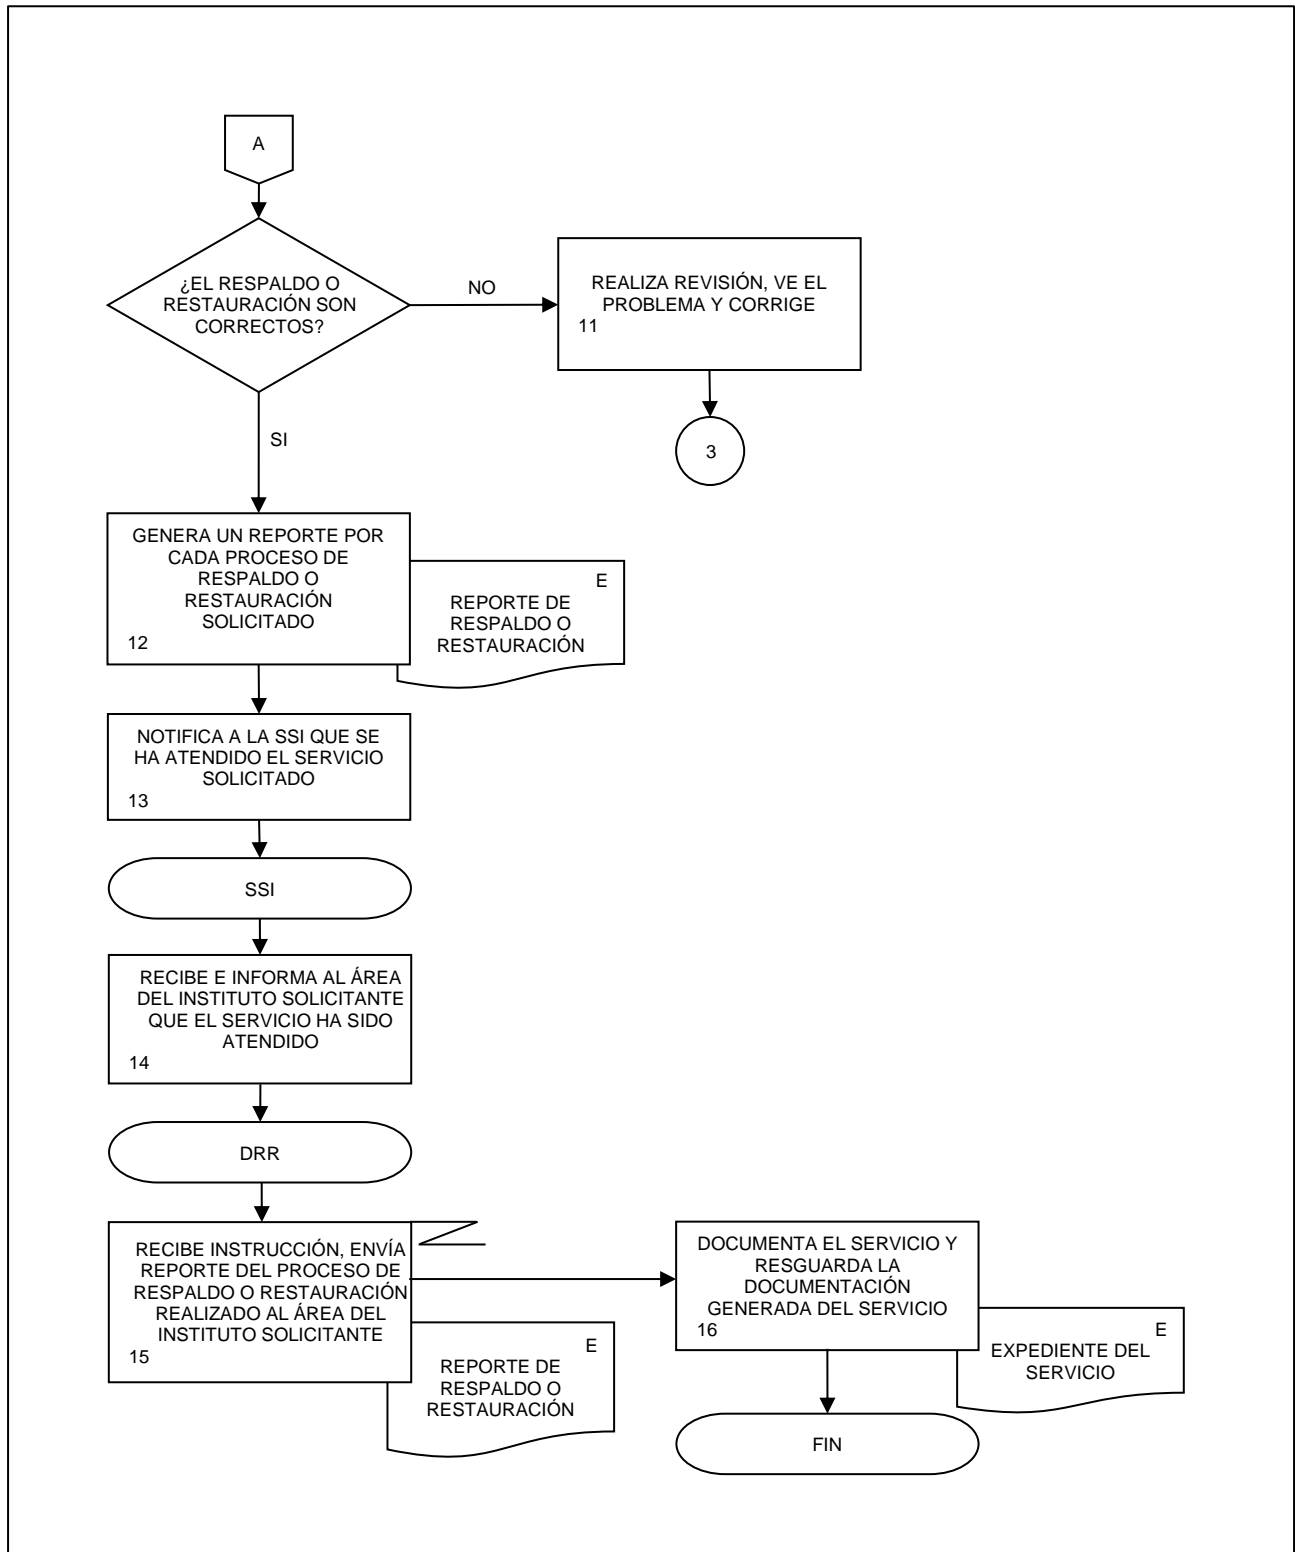 A
¿EL RESPALDO O
RESTAURACIÓN SON
CORRECTOS?
NO
REALIZA REVISIÓN, VE EL
PROBLEMA Y CORRIGE
11
3
SI
GENERA UN REPORTE POR
CADA PROCESO DE
RESPALDO O
RESTAURACIÓN
SOLICITADO
12
E
REPORTE DE
RESPALDO O
RESTAURACIÓN
NOTIFICA A LA SSI QUE SE
HA ATENDIDO EL SERVICIO
SOLICITADO
13
SSI
RECIBE E INFORMA AL ÁREA
DEL INSTITUTO SOLICITANTE
QUE EL SERVICIO HA SIDO
ATENDIDO
14
DRR
RECIBE INSTRUCCIÓN, ENVÍA
REPORTE DEL PROCESO DE
RESPALDO O RESTAURACIÓN
REALIZADO AL ÁREA DEL
INSTITUTO SOLICITANTE
15
E
REPORTE DE
RESPALDO O
RESTAURACIÓN
DOCUMENTA EL SERVICIO Y
RESGUARDA LA
DOCUMENTACIÓN
GENERADA DEL SERVICIO
16
E
EXPEDIENTE DEL
SERVICIO
FIN